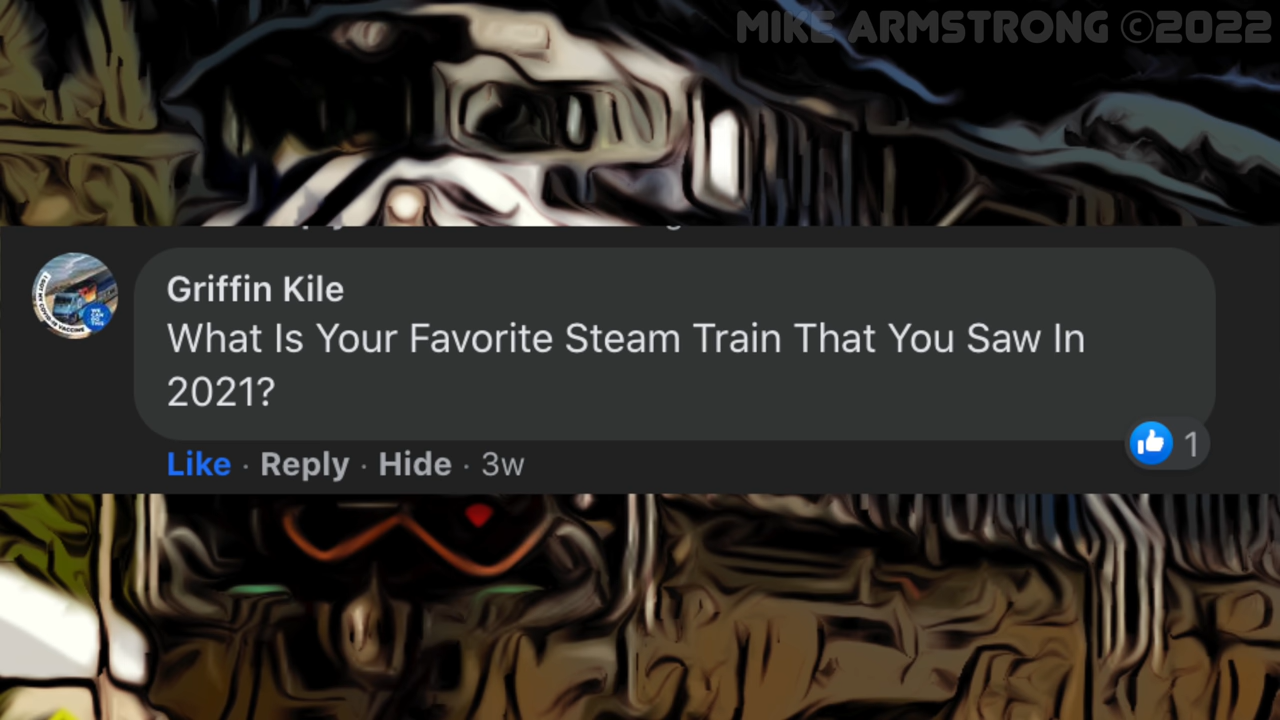 MIKE ARMSTRONG ©2022
Griffin Kile
What Is Your Favorite Steam Train That You Saw In
2021?
Like · Reply · Hide · 3w
1